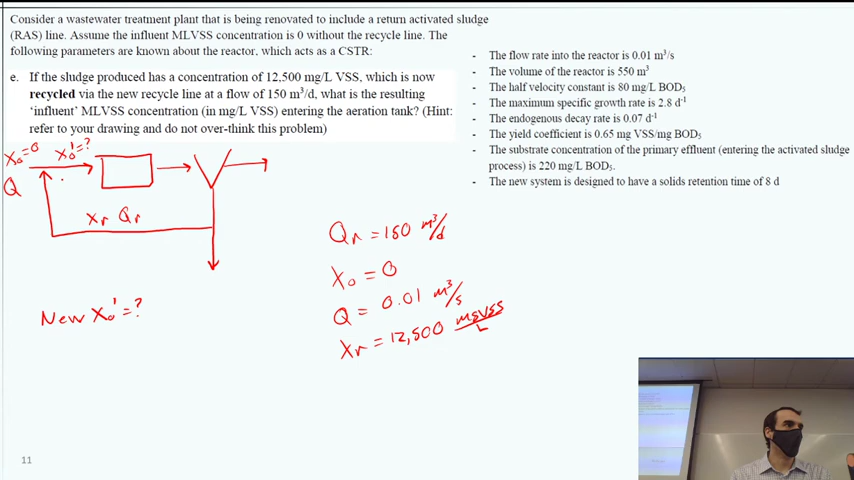 Consider a wastewater treatment plant that is being renovated to include a return activated sludge
(RAS) line. Assume the influent MLVSS concentration is 0 without the recycle line. The
following parameters are known about the reactor, which acts as a CSTR:
e. If the sludge produced has a concentration of 12,500 mg/L VSS, which is now
recycled via the new recycle line at a flow of 150 m³/d, what is the resulting
‘influent’ MLVSS concentration (in mg/L VSS) entering the aeration tank? (Hint:
refer to your drawing and do not over-think this problem)
- The flow rate into the reactor is 0.01 m³/s
- The volume of the reactor is 550 m³
- The half velocity constant is 80 mg/L BOD₅
- The maximum specific growth rate is 2.8 d⁻¹
- The endogenous decay rate is 0.07 d⁻¹
- The yield coefficient is 0.65 mg VSS/mg BOD₅
- The substrate concentration of the primary effluent (entering the activated sludge
process) is 220 mg/L BOD₅.
- The new system is designed to have a solids retention time of 8 d
X₀=0 X₀'=?
Q
Xr Qr
New X₀'=?
Qr = 150 m³/d
X₀ = 0
Q = 0.01 m³/s
Xr = 12,500 mgVSS/L
11